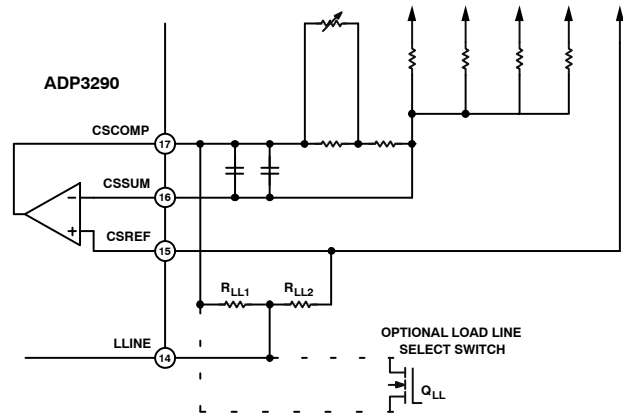 ADP3290
CSCOMP
17
CSSUM
16
CSREF
15
RLL1
RLL2
LLINE
14
OPTIONAL LOAD LINE
SELECT SWITCH
QLL
−
+